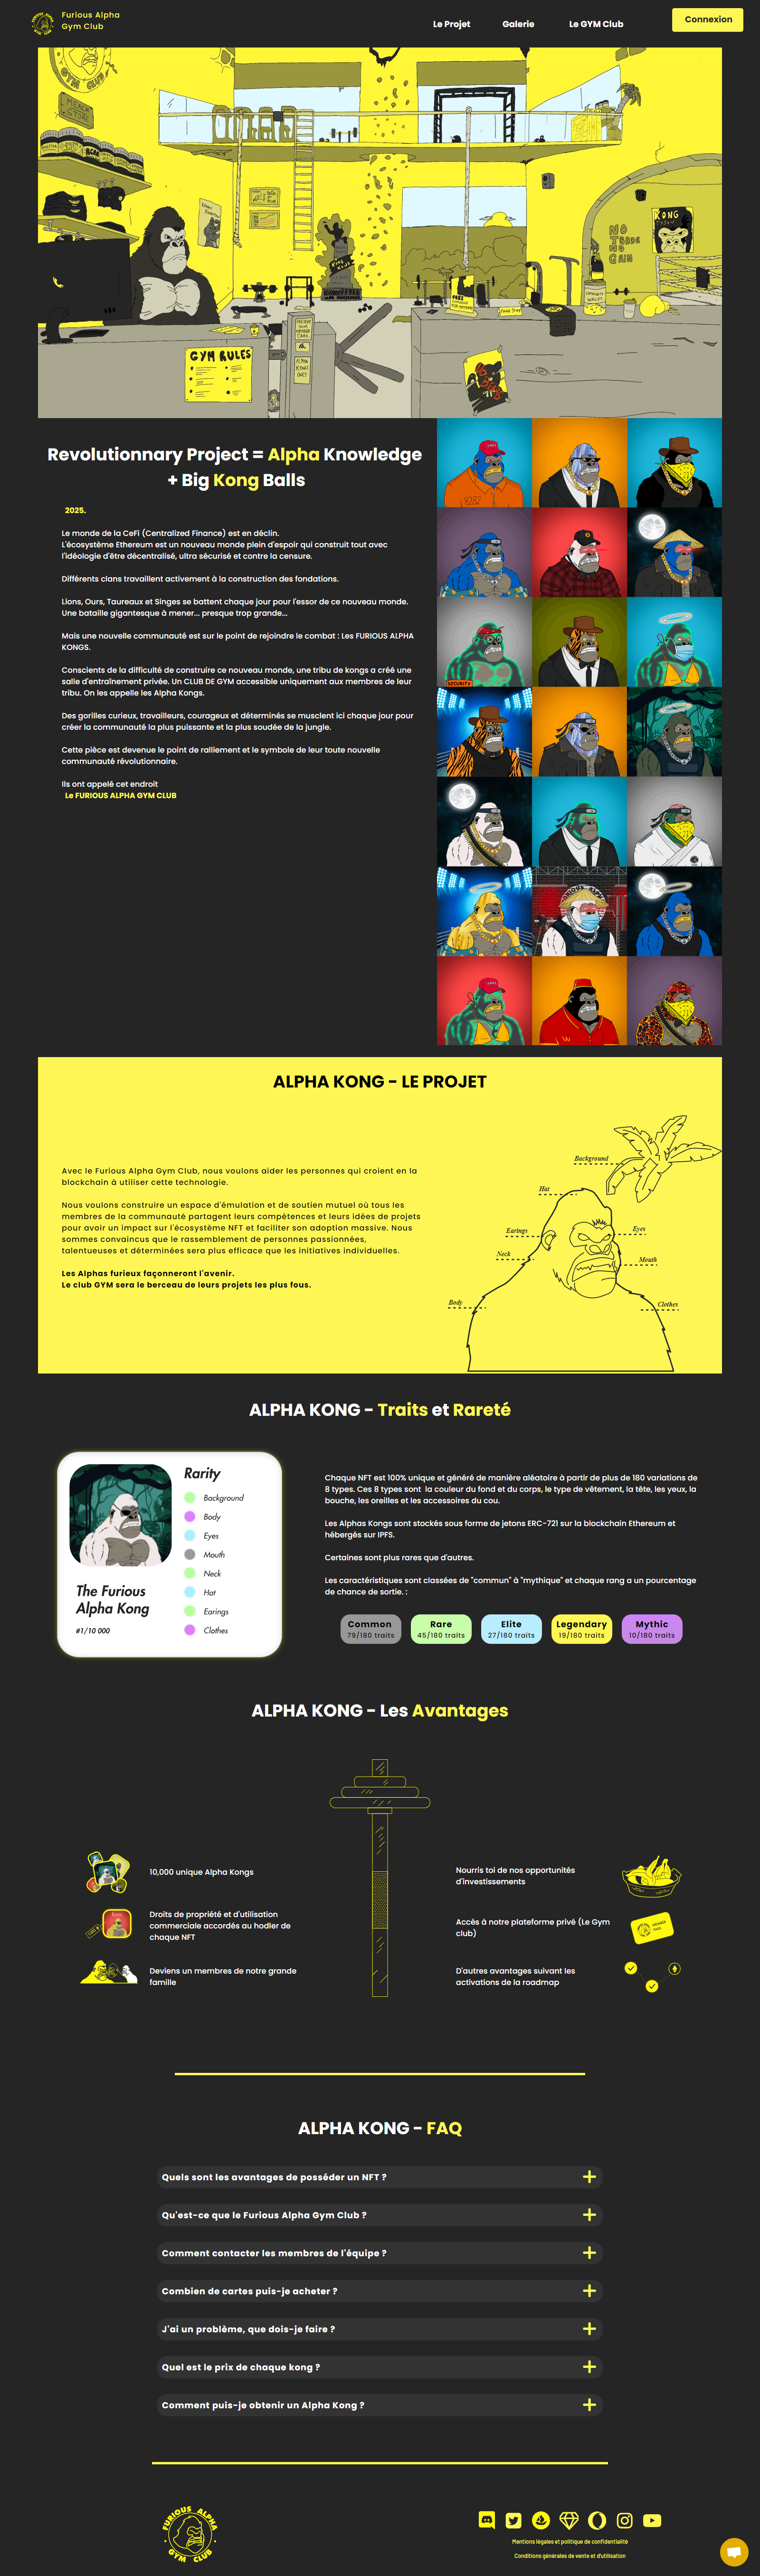 Furious Alpha
Gym Club
Le Projet
Galerie
Le GYM Club
Connexion
GYM CLUB
MERCH
STORE
GYM RULES
PRESENT
YOUR
MEMBER
CARD
ALPHA
KONGS
ONLY
NO
TRADE
NO
GAIN
KONG
Revolutionnary Project = Alpha Knowledge
+ Big Kong Balls
2025.
Le monde de la CeFi (Centralized Finance) est en déclin.
L'écosystème Ethereum est un nouveau monde plein d'espoir qui construit tout avec
l'idéologie d'être décentralisé, ultra sécurisé et contre la censure.
Différents clans travaillent activement à la construction des fondations.
Lions, Ours, Taureaux et Singes se battent chaque jour pour l'essor de ce nouveau monde.
Une bataille gigantesque à mener... presque trop grande...
Mais une nouvelle communauté est sur le point de rejoindre le combat : Les FURIOUS ALPHA
KONGS.
Conscients de la difficulté de construire ce nouveau monde, une tribu de kongs a créé une
salle d'entraînement privée. Un CLUB DE GYM accessible uniquement aux membres de leur
tribu. On les appelle les Alpha Kongs.
Des gorilles curieux, travailleurs, courageux et déterminés se musclent ici chaque jour pour
créer la communauté la plus puissante et la plus soudée de la jungle.
Cette pièce est devenue le point de ralliement et le symbole de leur toute nouvelle
communauté révolutionnaire.
Ils ont appelé cet endroit
Le FURIOUS ALPHA GYM CLUB
8282
SECURITY
ALPHA KONG - LE PROJET
Avec le Furious Alpha Gym Club, nous voulons aider les personnes qui croient en la
blockchain à utiliser cette technologie.
Nous voulons construire un espace d'émulation et de soutien mutuel où tous les
membres de la communauté partagent leurs compétences et leurs idées de projets
pour avoir un impact sur l'écosystème NFT et faciliter son adoption massive. Nous
sommes convaincus que le rassemblement de personnes passionnées,
talentueuses et déterminées sera plus efficace que les initiatives individuelles.
Les Alphas furieux façonneront l'avenir.
Le club GYM sera le berceau de leurs projets les plus fous.
Background
Hat
Earings
Eyes
Neck
Mouth
Body
Clothes
ALPHA KONG - Traits et Rareté
Rarity
Background
Body
Eyes
Mouth
Neck
Hat
Earings
Clothes
The Furious
Alpha Kong
#1/10 000
Chaque NFT est 100% unique et généré de manière aléatoire à partir de plus de 180 variations de
8 types. Ces 8 types sont la couleur du fond et du corps, le type de vêtement, la tête, les yeux, la
bouche, les oreilles et les accessoires du cou.
Les Alphas Kongs sont stockés sous forme de jetons ERC-721 sur la blockchain Ethereum et
hébergés sur IPFS.
Certaines sont plus rares que d'autres.
Les caractéristiques sont classées de "commun" à "mythique" et chaque rang a un pourcentage
de chance de sortie. :
Common
79/180 traits
Rare
45/180 traits
Elite
27/180 traits
Legendary
19/180 traits
Mythic
10/180 traits
ALPHA KONG - Les Avantages
10,000 unique Alpha Kongs
Droits de propriété et d'utilisation
commerciale accordés au hodler de
chaque NFT
Deviens un membres de notre grande
famille
Nourris toi de nos opportunités
d'investissements
Accès à notre plateforme privé (Le Gym
club)
D'autres avantages suivant les
activations de la roadmap
ALPHA KONG - FAQ
Quels sont les avantages de posséder un NFT ?
Qu'est-ce que le Furious Alpha Gym Club ?
Comment contacter les membres de l'équipe ?
Combien de cartes puis-je acheter ?
J'ai un problème, que dois-je faire ?
Quel est le prix de chaque kong ?
Comment puis-je obtenir un Alpha Kong ?
FURIOUS ALPHA
GYM CLUB
Mentions légales et politique de confidentialité
Conditions générales de vente et d'utilisation